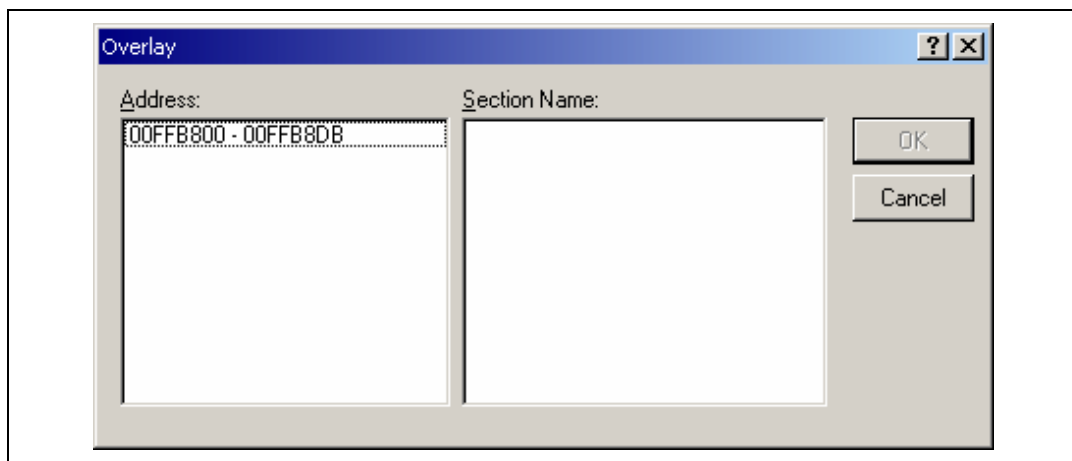 Overlay
Address:
Section Name:
00FFB800 - 00FFB8DB
OK
Cancel